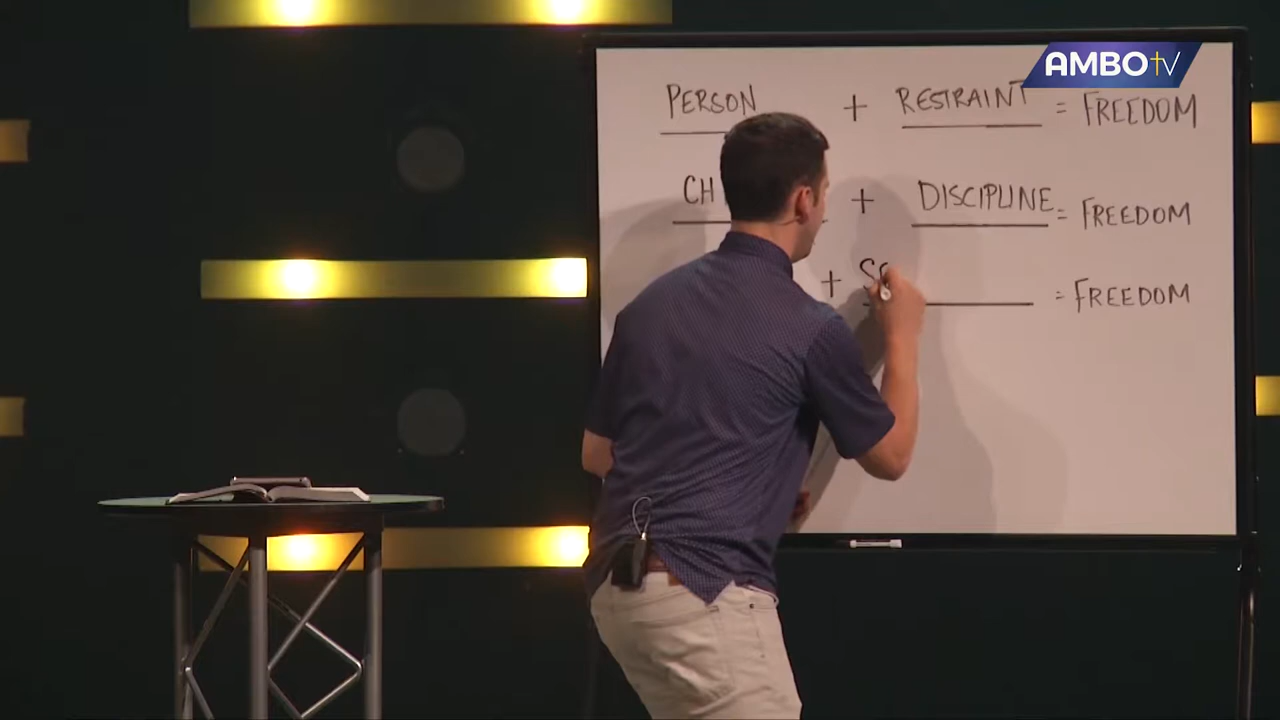 AMBOTV
PERSON + RESTRAINT = FREEDOM
CH + DISCIPLINE = FREEDOM
+ = FREEDOM